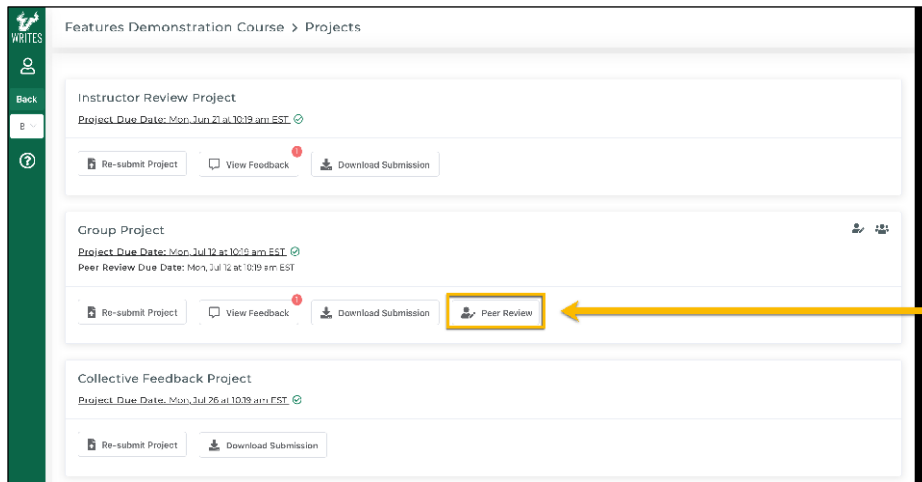 WRITES
Features Demonstration Course > Projects
Back
Instructor Review Project
Project Due Date: Mon, Jun 21 at 10:19 am EST
Re-submit Project
View Feedback
1
Download Submission
Group Project
Project Due Date: Mon, Jul 12 at 10:19 am EST
Peer Review Due Date: Mon, Jul 12 at 10:19 am EST
Re-submit Project
View Feedback
1
Download Submission
Peer Review
Collective Feedback Project
Project Due Date: Mon, Jul 26 at 10:19 am EST
Re-submit Project
Download Submission